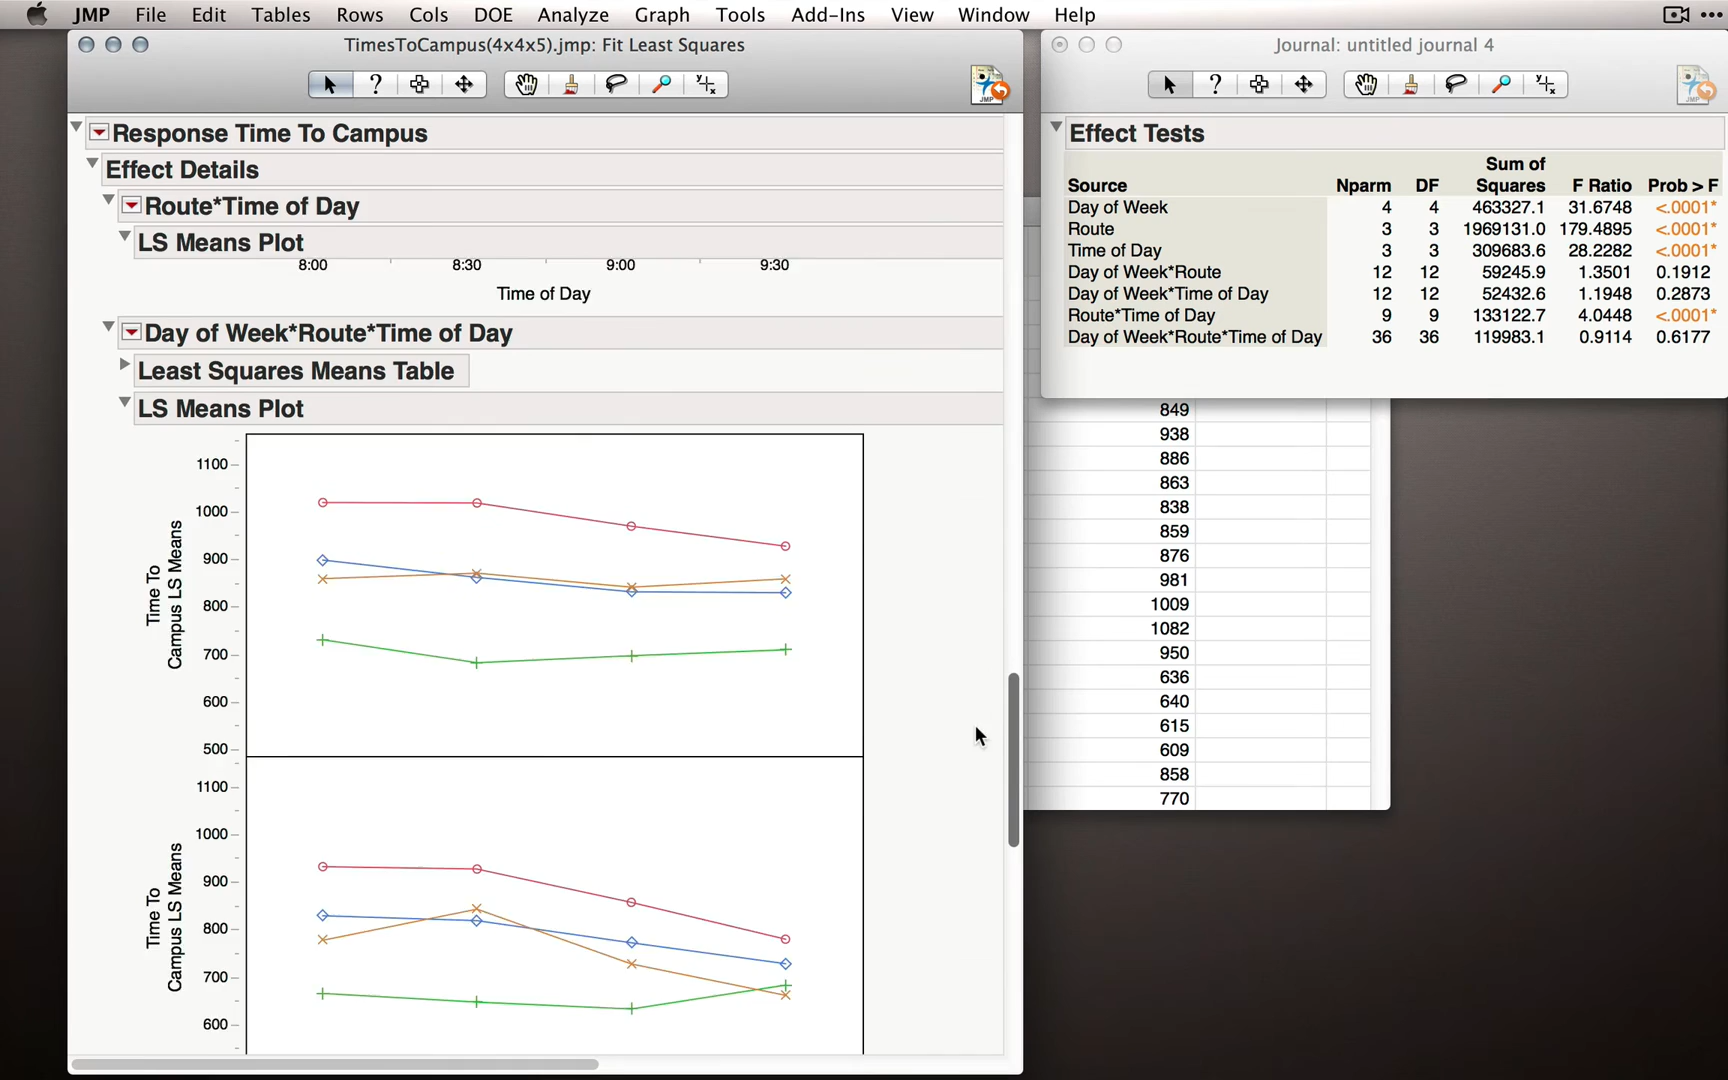 JMP File Edit Tables Rows Cols DOE Analyze Graph Tools Add-Ins View Window Help
TimesToCampus(4x4x5).jmp: Fit Least Squares
JMP
Response Time To Campus
Effect Details
Route*Time of Day
LS Means Plot
8:00 8:30 9:00 9:30
Time of Day
Day of Week*Route*Time of Day
Least Squares Means Table
LS Means Plot
1100
1000
900
800
700
600
500
Time To
Campus LS Means
1100
1000
900
800
700
600
Time To
Campus LS Means
Journal: untitled journal 4
Effect Tests
Source Nparm DF Sum of Squares F Ratio Prob > F
Day of Week 4 4 463327.1 31.6748 <.0001*
Route 3 3 1969131.0 179.4895 <.0001*
Time of Day 3 3 309683.6 28.2282 <.0001*
Day of Week*Route 12 12 59245.9 1.3501 0.1912
Day of Week*Time of Day 12 12 52432.6 1.1948 0.2873
Route*Time of Day 9 9 133122.7 4.0448 <.0001*
Day of Week*Route*Time of Day 36 36 119983.1 0.9114 0.6177
849
938
886
863
838
859
876
981
1009
1082
950
636
640
615
609
858
770